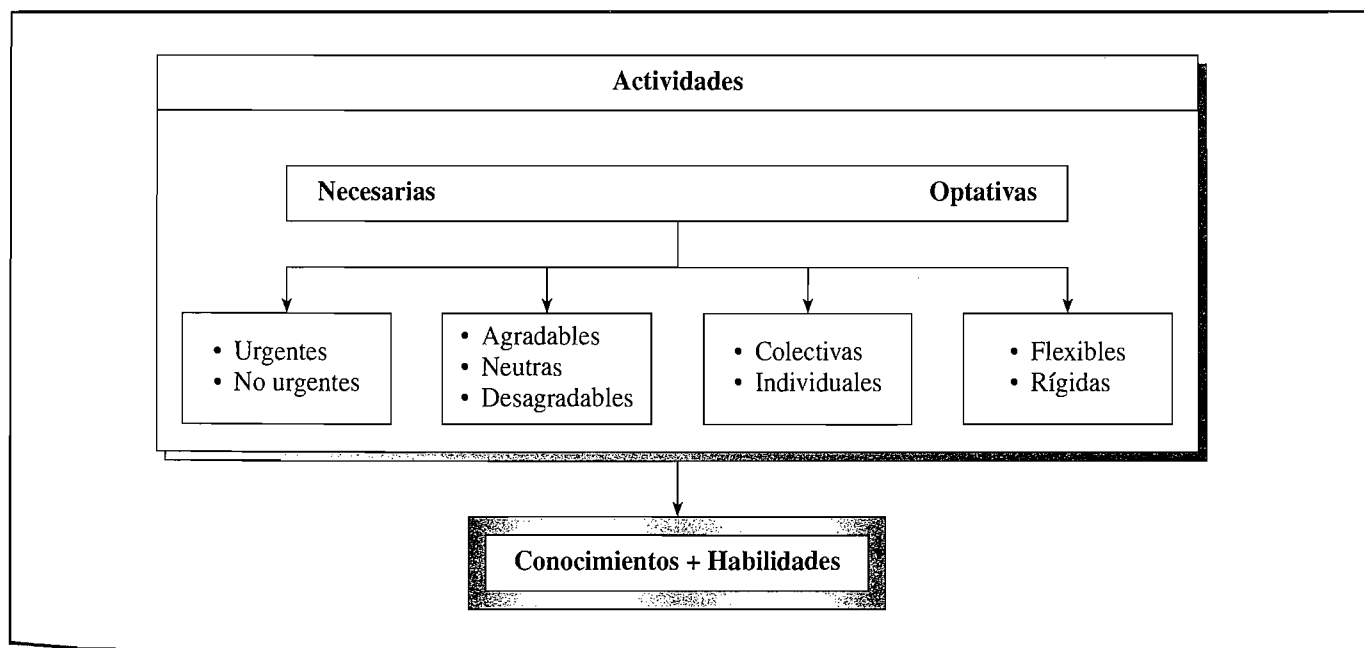 Actividades
Necesarias Optativas
• Urgentes
• No urgentes
• Agradables
• Neutras
• Desagradables
• Colectivas
• Individuales
• Flexibles
• Rígidas
Conocimientos + Habilidades